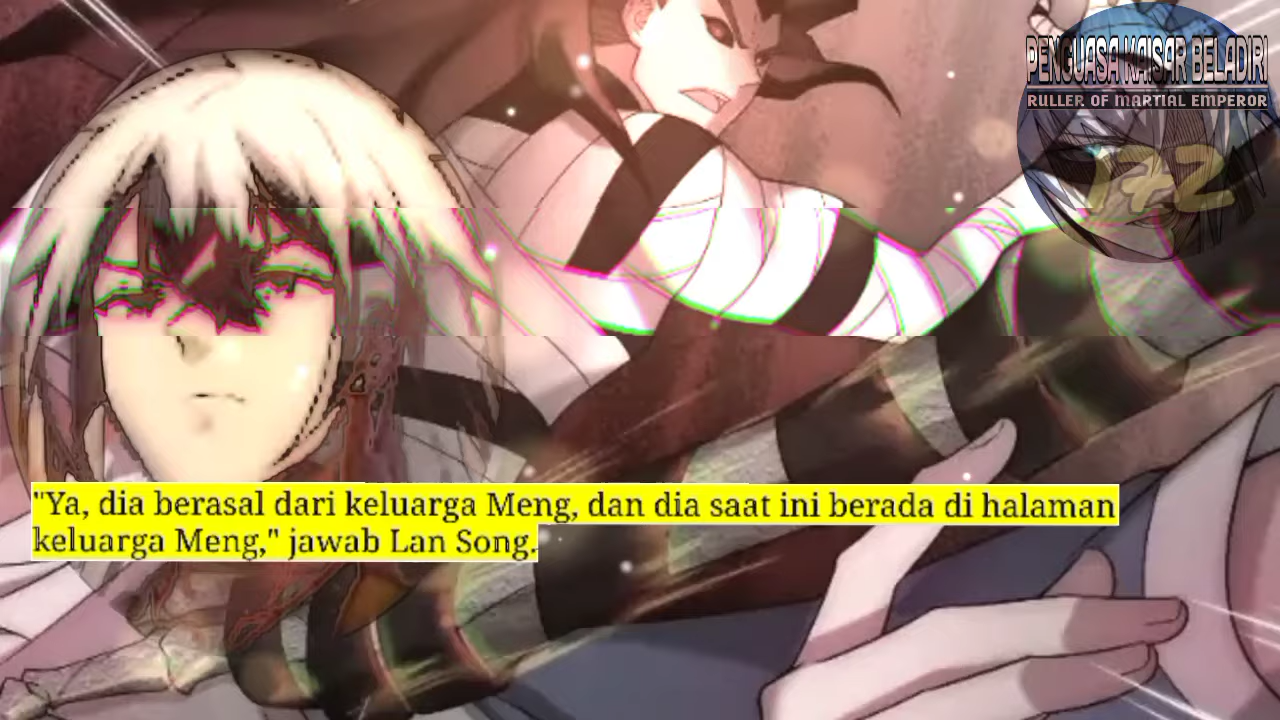 PENGUASA KAISAR BELADIRI
RULLER OF MARTIAL EMPEROR
"Ya, dia berasal dari keluarga Meng, dan dia saat ini berada di halaman
keluarga Meng," jawab Lan Song.